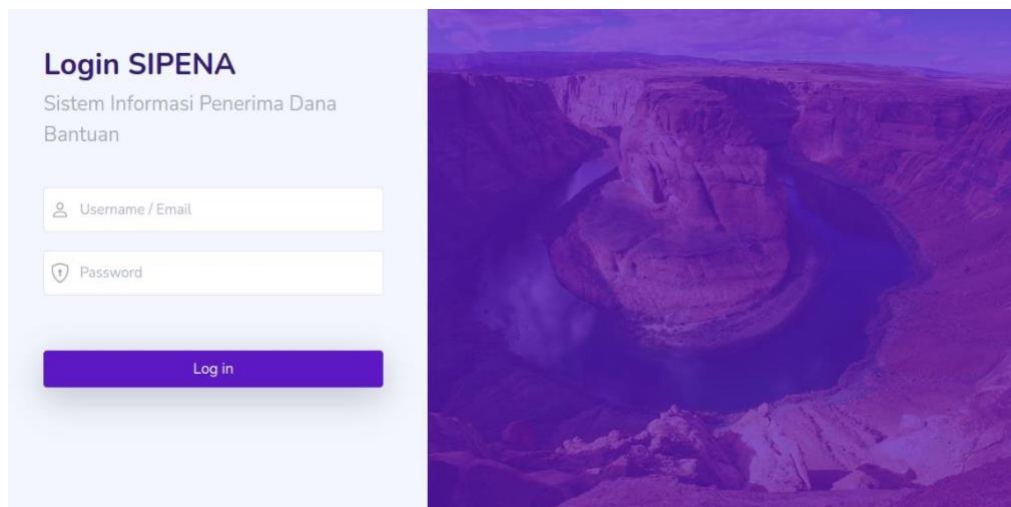 Login SIPENA
Sistem Informasi Penerima Dana
Bantuan
Username / Email
Password
Log in